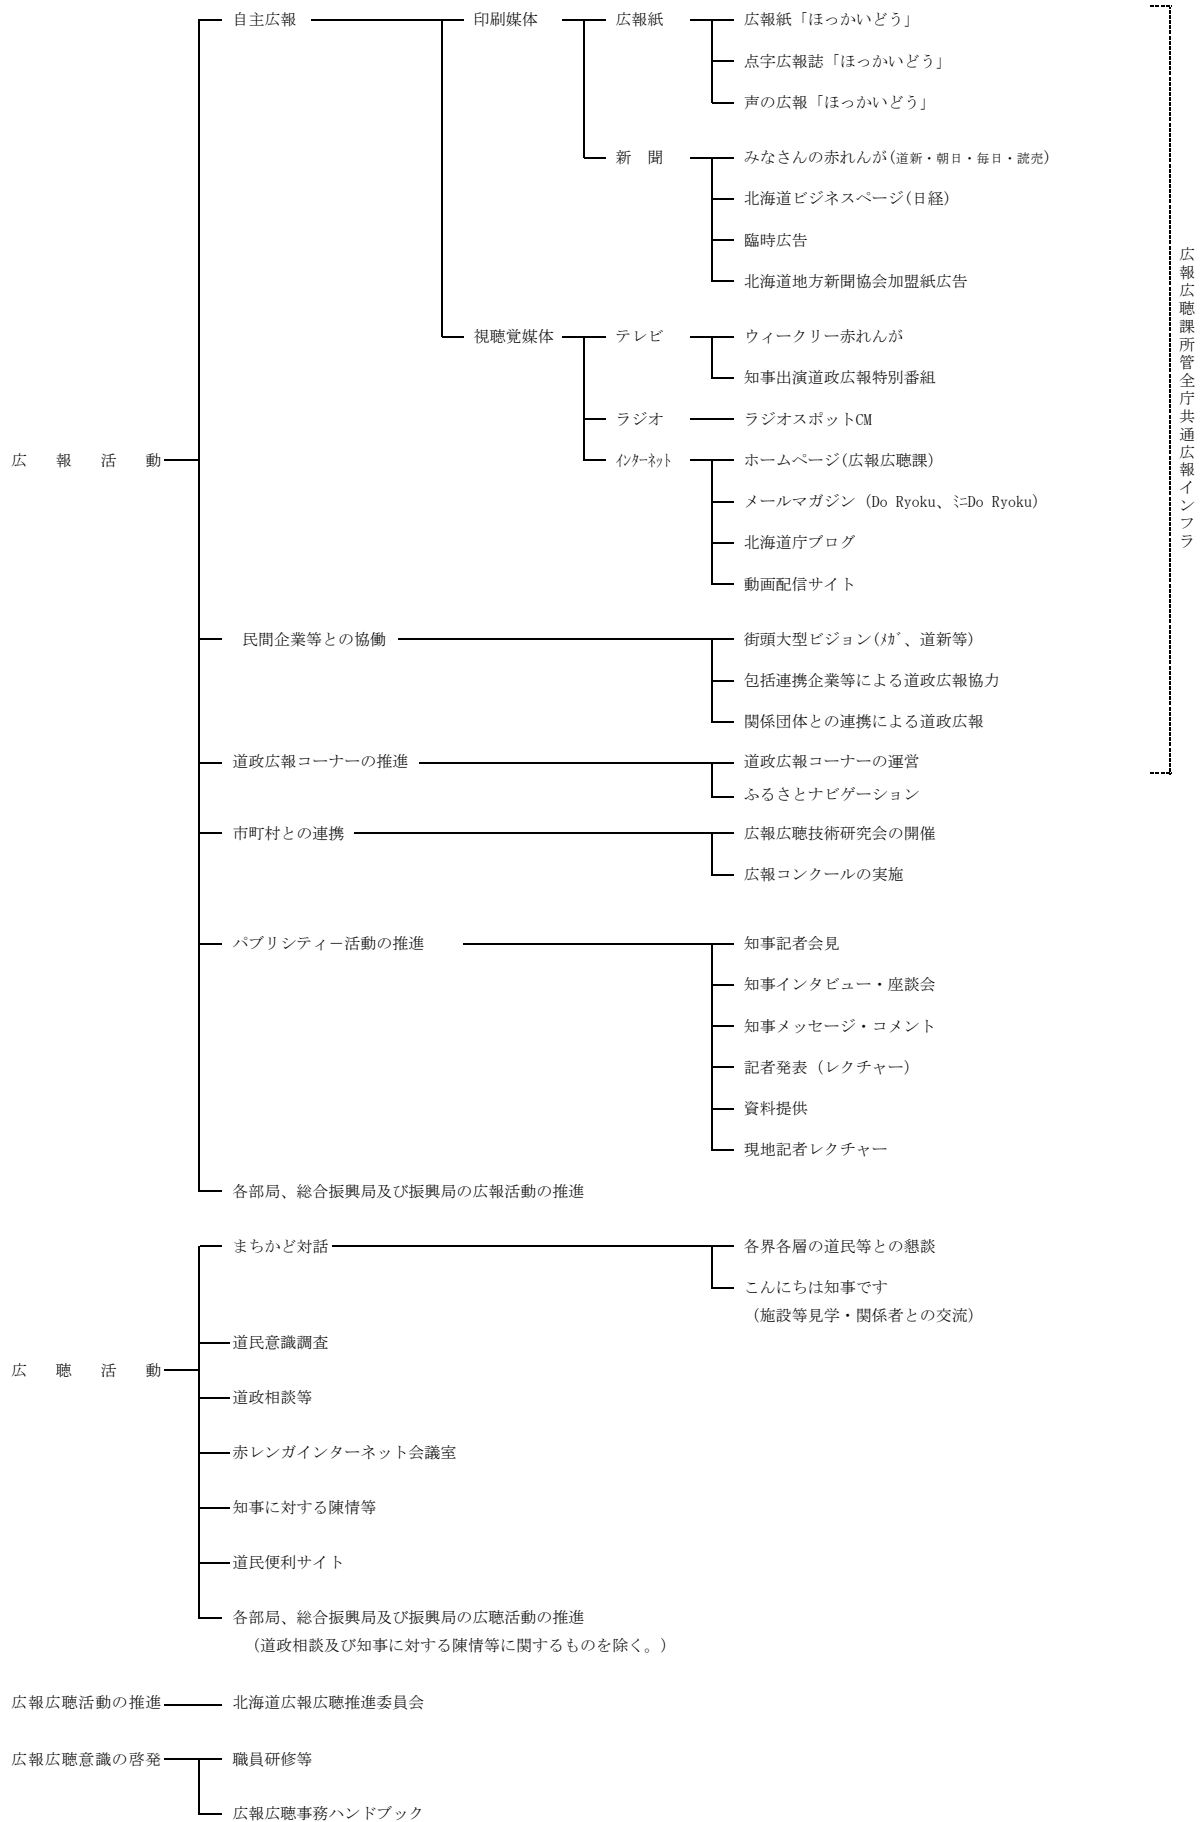 自主広報
印刷媒体
広報紙
広報紙「ほっかいどう」
点字広報誌「ほっかいどう」
声の広報「ほっかいどう」
新　聞
みなさんの赤れんが(道新・朝日・毎日・読売)
北海道ビジネスページ(日経)
臨時広告
北海道地方新聞協会加盟紙広告
視聴覚媒体
テレビ
ウィークリー赤れんが
知事出演道政広報特別番組
ラジオ
ラジオスポットCM
広　報　活　動
ｲﾝﾀｰﾈｯﾄ
ホームページ(広報広聴課)
メールマガジン（Do Ryoku、ﾐﾆDo Ryoku）
北海道庁ブログ
動画配信サイト
民間企業等との協働
街頭大型ビジョン(ﾒｶﾞ、道新等)
包括連携企業等による道政広報協力
関係団体との連携による道政広報
道政広報コーナーの推進
道政広報コーナーの運営
ふるさとナビゲーション
広報広聴課所管全庁共通広報インフラ
市町村との連携
広報広聴技術研究会の開催
広報コンクールの実施
パブリシティ－活動の推進
知事記者会見
知事インタビュー・座談会
知事メッセージ・コメント
記者発表（レクチャー）
資料提供
現地記者レクチャー
各部局、総合振興局及び振興局の広報活動の推進
まちかど対話
各界各層の道民等との懇談
こんにちは知事です
（施設等見学・関係者との交流）
道民意識調査
広　聴　活　動
道政相談等
赤レンガインターネット会議室
知事に対する陳情等
道民便利サイト
各部局、総合振興局及び振興局の広聴活動の推進
（道政相談及び知事に対する陳情等に関するものを除く。）
広報広聴活動の推進
北海道広報広聴推進委員会
広報広聴意識の啓発
職員研修等
広報広聴事務ハンドブック